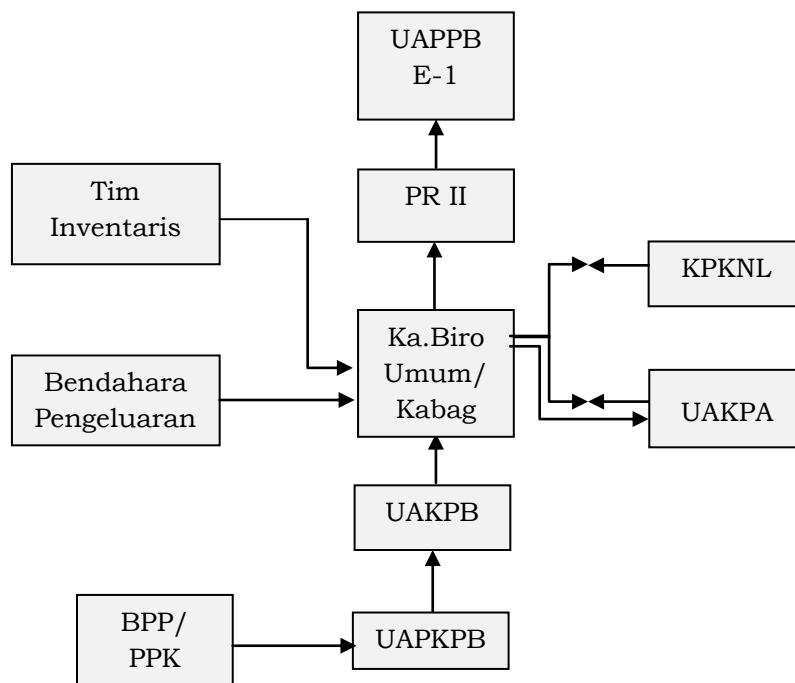 UAPPB
E-1
Tim
Inventaris
PR II
KPKNL
Ka.Biro
Umum/
Kabag
Bendahara
Pengeluaran
UAKPA
UAKPB
BPP/
PPK
UAPKPB